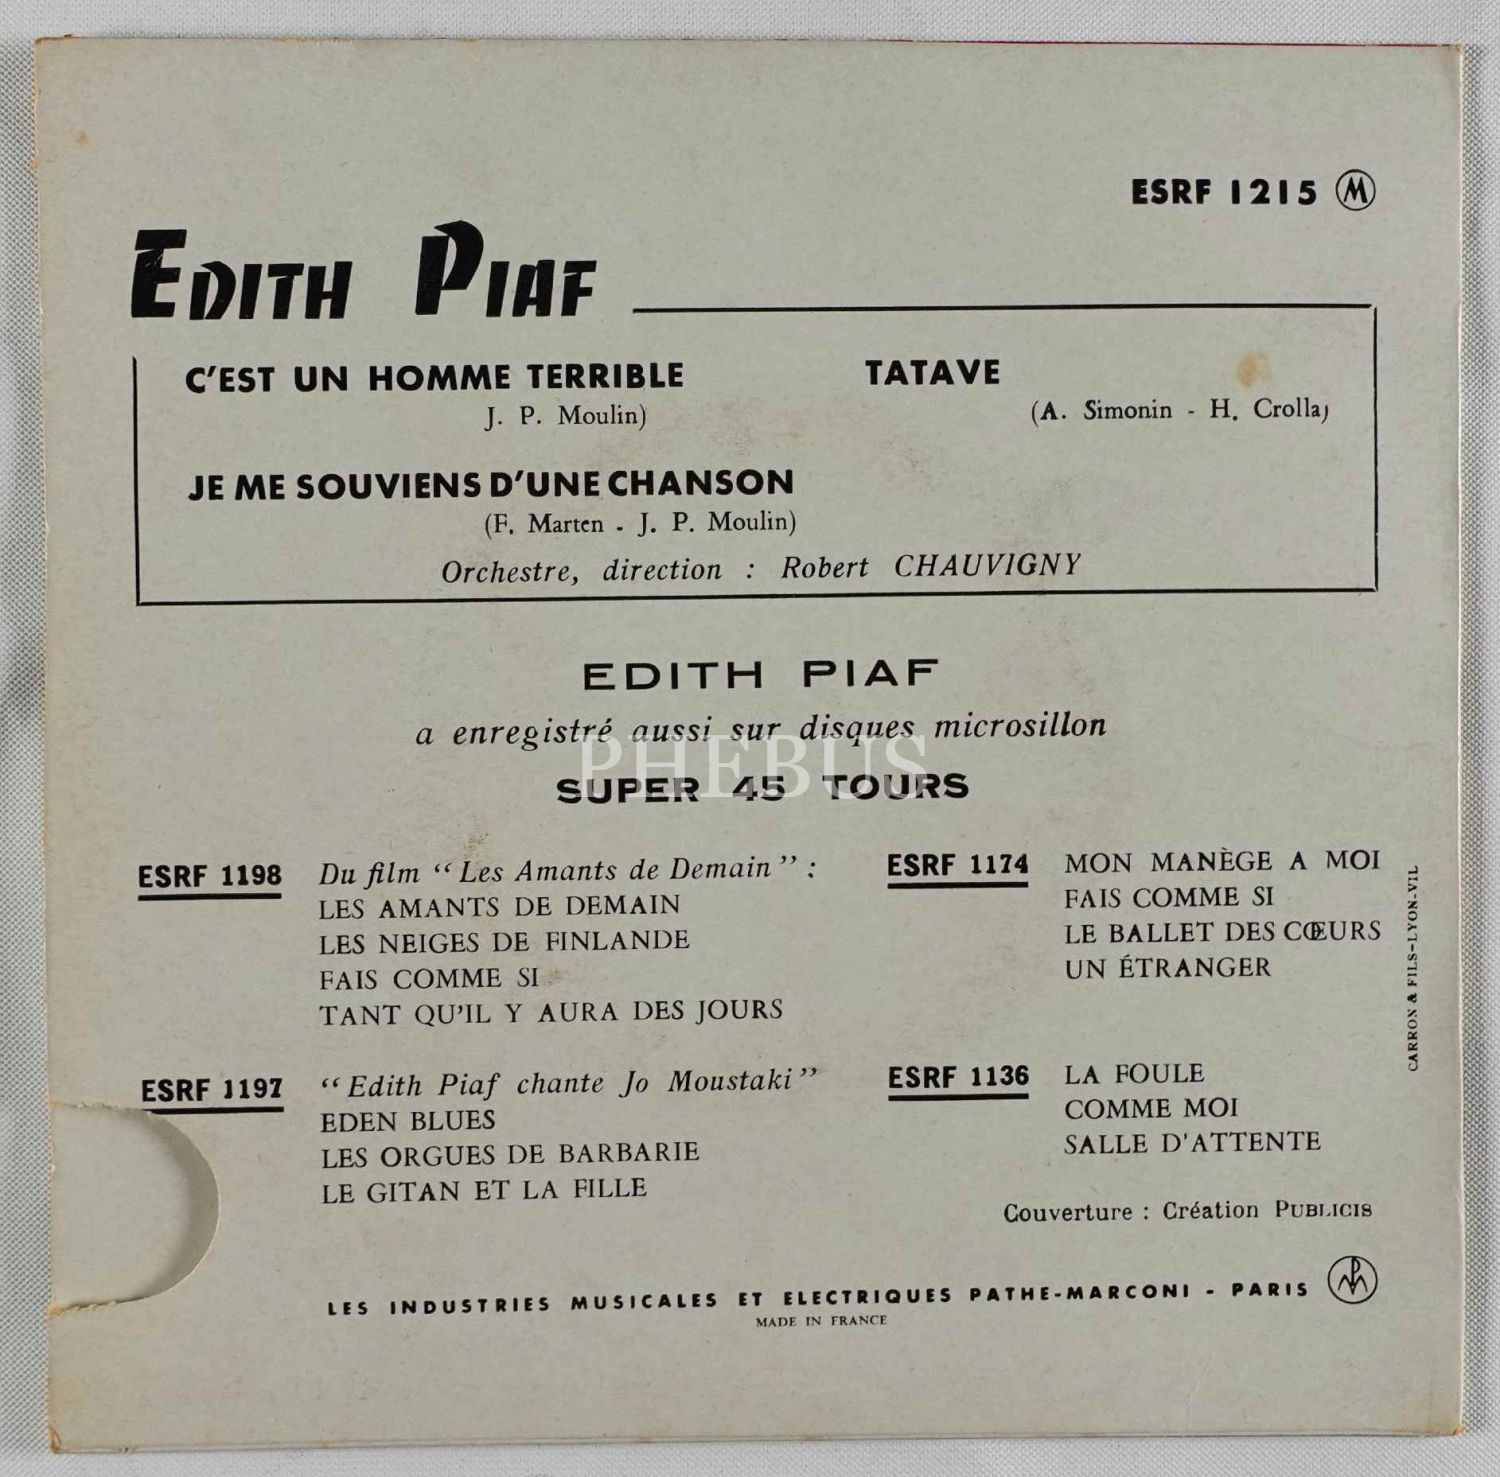 ESRF 1215 M
EDITH PIAF
C'EST UN HOMME TERRIBLE
J. P. Moulin)
TATAVE
(A. Simonin - H. Crolla)
JE ME SOUVIENS D'UNE CHANSON
(F. Marten - J. P. Moulin)
Orchestre, direction : Robert CHAUVIGNY
EDITH PIAF
a enregistré aussi sur disques microsillon
PHEBUS
SUPER 45 TOURS
ESRF 1198
Du film “ Les Amants de Demain ” :
LES AMANTS DE DEMAIN
LES NEIGES DE FINLANDE
FAIS COMME SI
TANT QU'IL Y AURA DES JOURS
ESRF 1174
MON MANÈGE A MOI
FAIS COMME SI
LE BALLET DES CŒURS
UN ÉTRANGER
ESRF 1197
“ Edith Piaf chante Jo Moustaki ”
EDEN BLUES
LES ORGUES DE BARBARIE
LE GITAN ET LA FILLE
ESRF 1136
LA FOULE
COMME MOI
SALLE D'ATTENTE
CARRON & FILS-LYON-VIL
Couverture : Création PUBLICIS
LES INDUSTRIES MUSICALES ET ELECTRIQUES PATHE-MARCONI - PARIS
MADE IN FRANCE